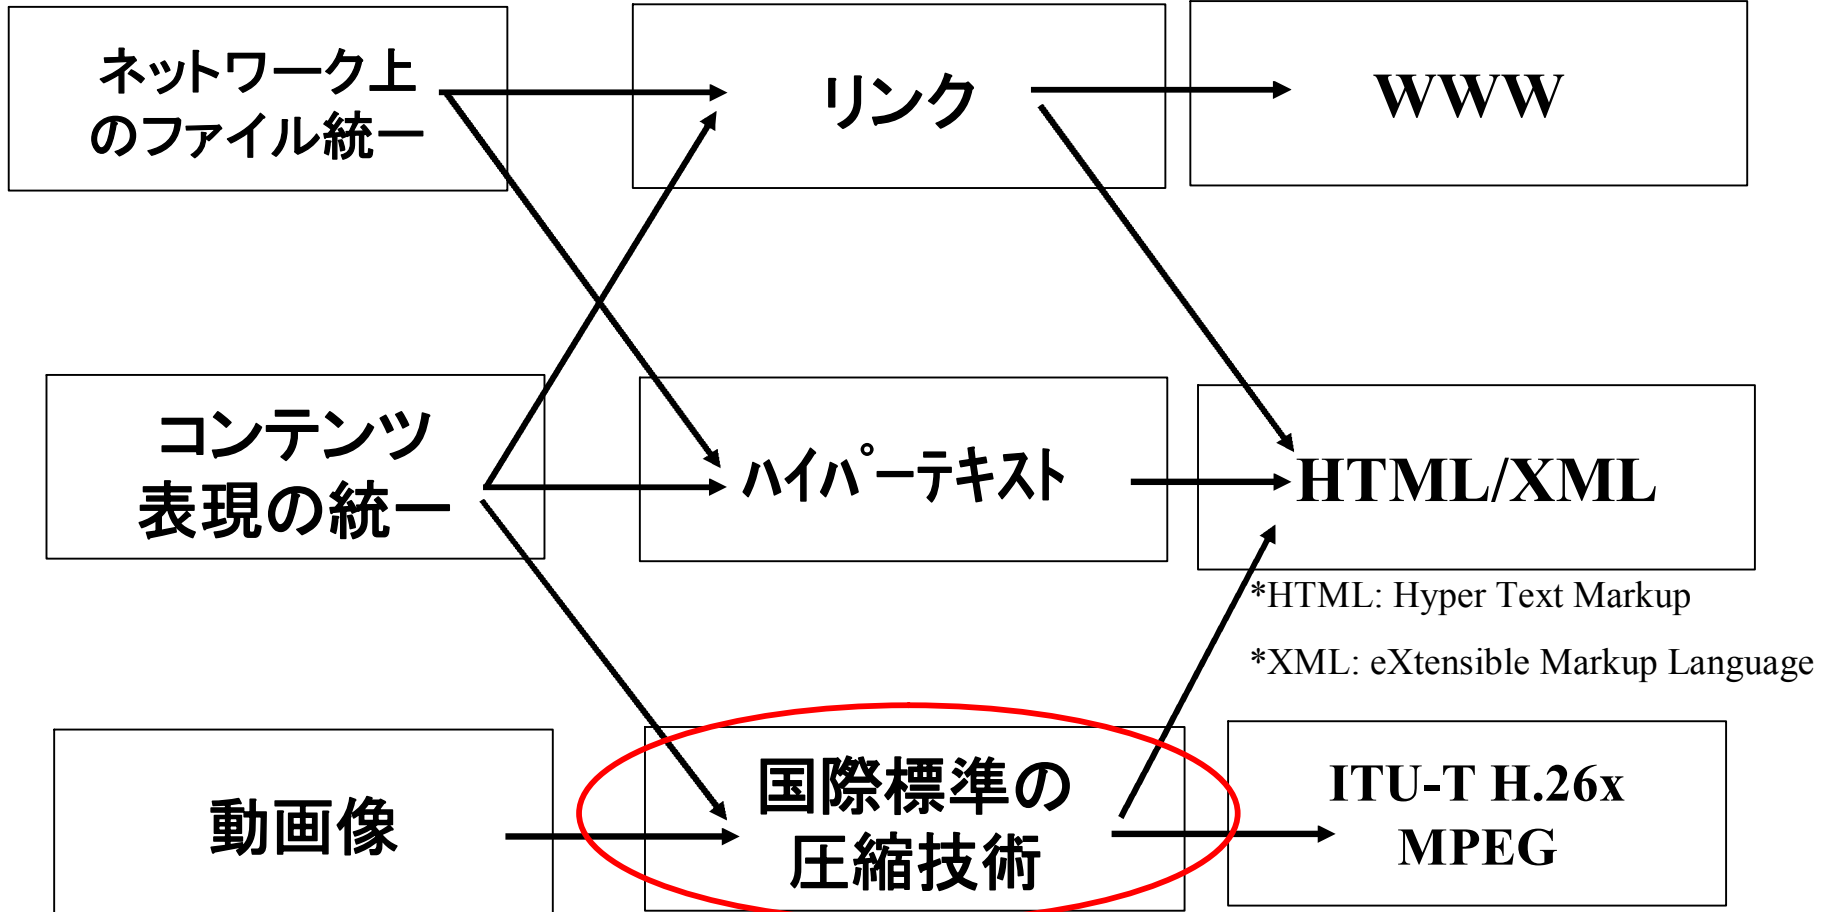 ネットワーク上
のファイル統一
リンク
WWW
コンテンツ
表現の統一
ﾊイパーテキスト
HTML/XML
*HTML: Hyper Text Markup
*XML: eXtensible Markup Language
動画像
国際標準の
圧縮技術
ITU-T H.26x
MPEG